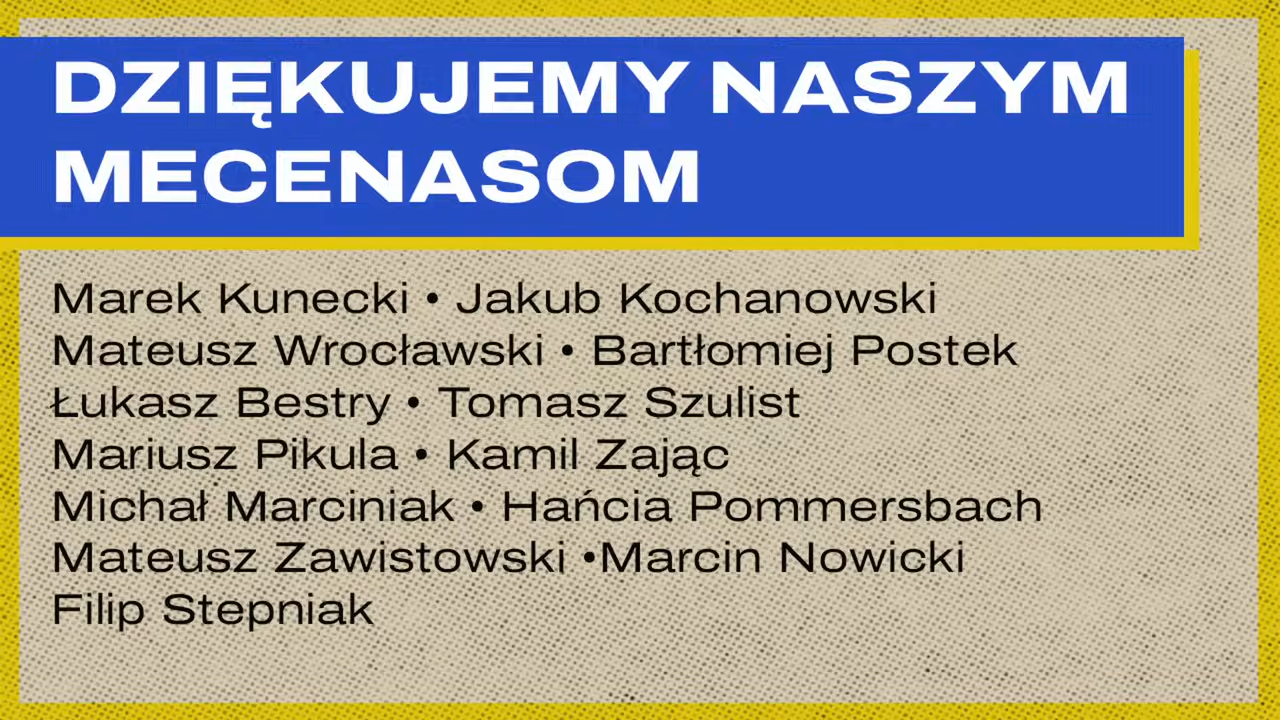 DZIĘKUJEMY NASZYM
MECENASOM
Marek Kunecki • Jakub Kochanowski
Mateusz Wrocławski • Bartłomiej Postek
Łukasz Bestry • Tomasz Szulist
Mariusz Pikula • Kamil Zając
Michał Marciniak • Hańcia Pommersbach
Mateusz Zawistowski •Marcin Nowicki
Filip Stepniak